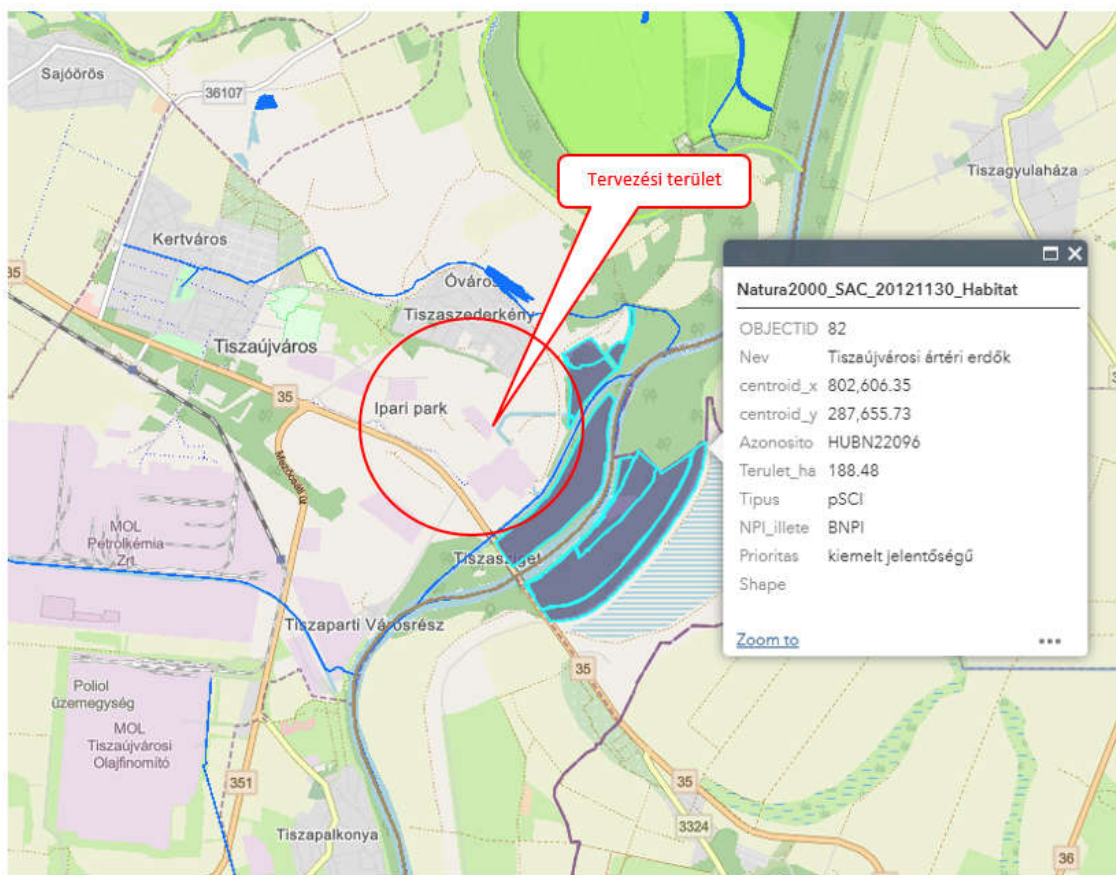 Sajóörös
36107
Tervezési terület
Tiszagyulaháza
Kertváros
35
Óváros
Tiszaszederkény
Tiszaújváros
35
Ipari park
Mezőcsáti út
MOL
Petrolkémia
Zrt.
Tiszasziget
Tiszaparti Városrész
Poliol
üzemegység
MOL
Tiszaújvárosi
Olajfinomító
351
35
35
3324
Tiszapalkonya
36
Natura2000_SAC_20121130_Habitat
OBJECTID 82
Nev Tiszaújvárosi ártéri erdők
centroid_x 802,606.35
centroid_y 287,655.73
Azonosito HUBN22096
Terulet_ha 188.48
Tipus pSCI
NPI_illete BNPI
Prioritas kiemelt jelentőségű
Shape
Zoom to